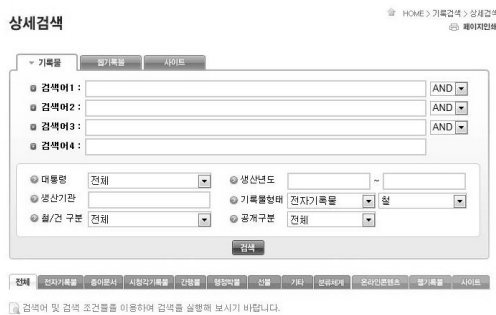 HOME > 기록검색 > 상세검색
상세검색
페이지인쇄
기록물 웹기록물 사이트
검색어1 : AND
검색어2 : AND
검색어3 : AND
검색어4 :
대통령 전체 생산년도 ~
생산기관 기록물형태 전자기록물 철
철/건 구분 전체 공개구분 전체
검색
전체 전자기록물 종이문서 시청각기록물 간행물 행정박물 선물 기타 분류체계 온라인콘텐츠 웹기록물 사이트
검색어 및 검색 조건들을 이용하여 검색을 실행해 보시기 바랍니다.